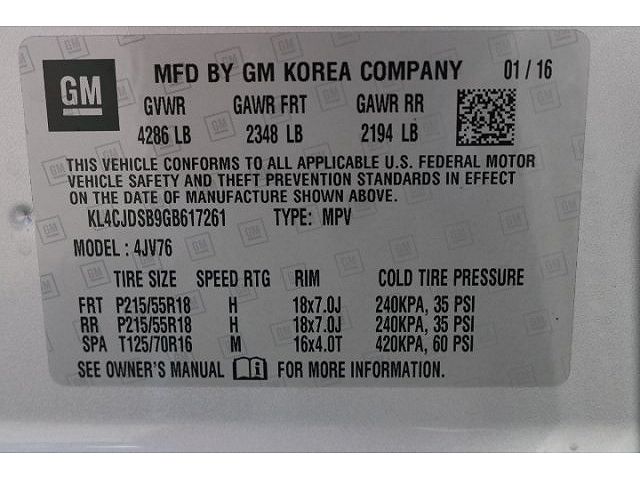 GM MFD BY GM KOREA COMPANY 01 / 16
GVWR GAWR FRT GAWR RR
4286 LB 2348 LB 2194 LB
THIS VEHICLE CONFORMS TO ALL APPLICABLE U.S. FEDERAL MOTOR
VEHICLE SAFETY AND THEFT PREVENTION STANDARDS IN EFFECT
ON THE DATE OF MANUFACTURE SHOWN ABOVE.
KL4CJDSB9GB617261 TYPE: MPV
MODEL : 4JV76
TIRE SIZE SPEED RTG RIM COLD TIRE PRESSURE
FRT P215/55R18 H 18x7.0J 240KPA, 35 PSI
RR P215/55R18 H 18x7.0J 240KPA, 35 PSI
SPA T125/70R16 M 16x4.0T 420KPA, 60 PSI
SEE OWNER'S MANUAL FOR MORE INFORMATION.